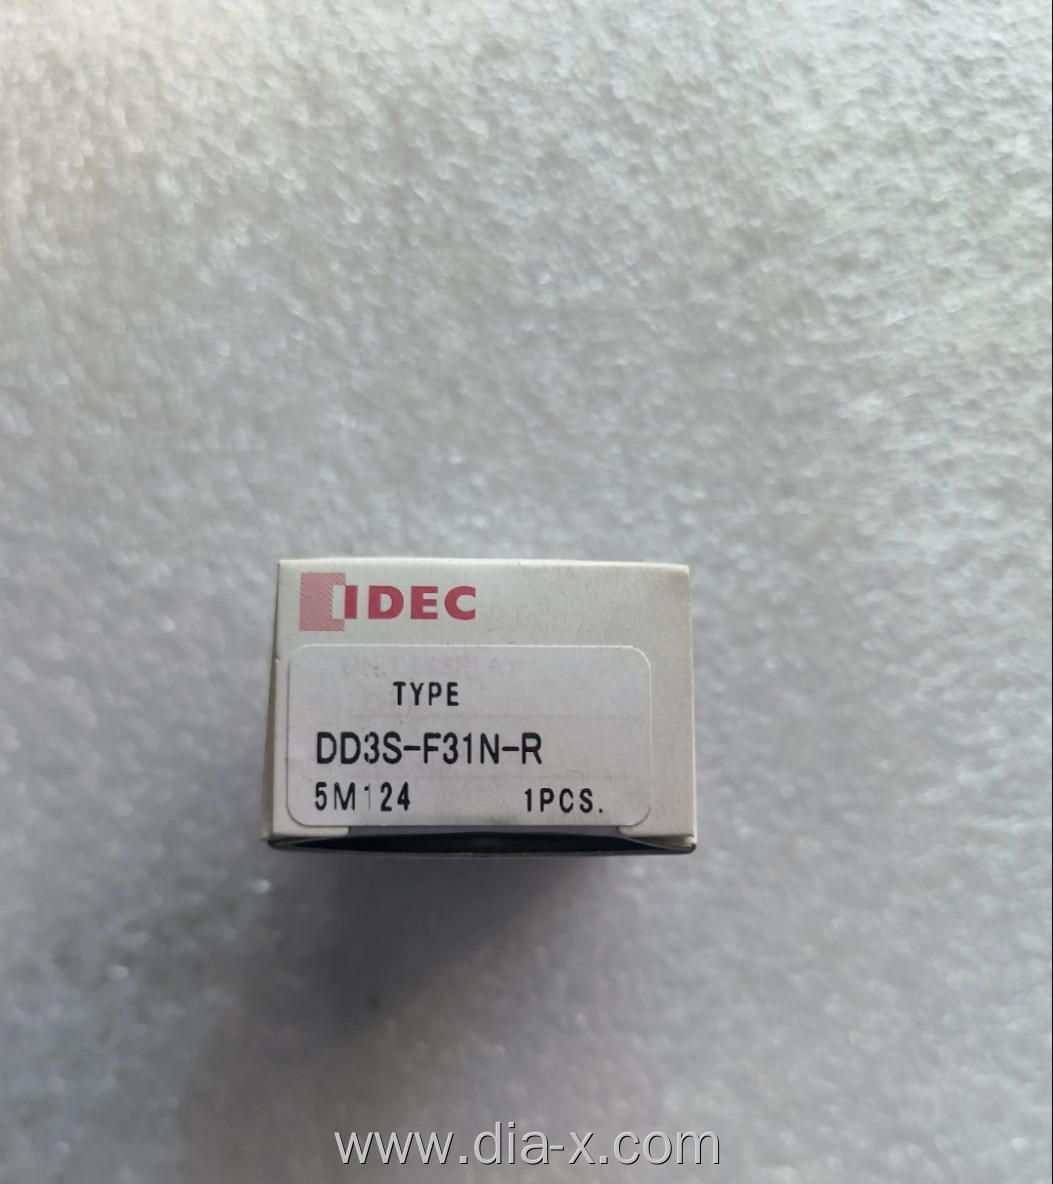 IDEC
TYPE
DD3S-F31N-R
5M124 1PCS.
www.dia-x.com